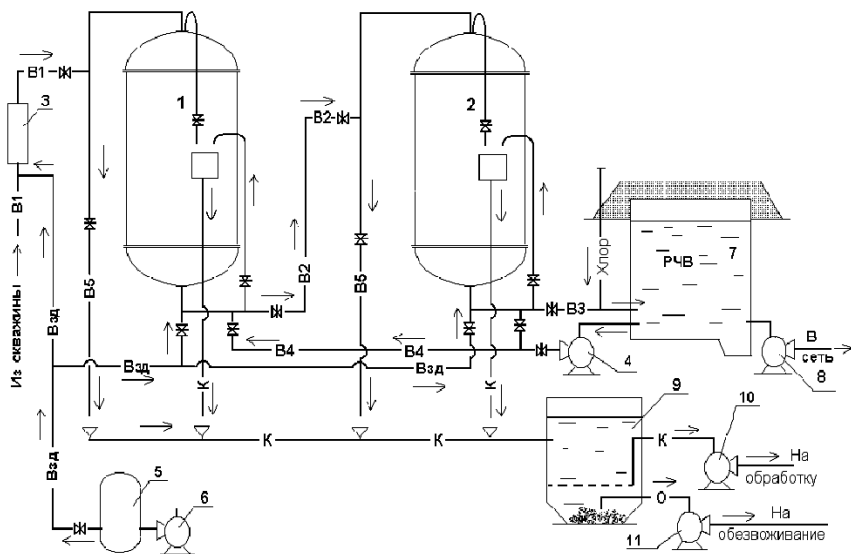 В1
1
2
3
В2
В1
Хлор
РЧВ
7
Из скважины
Взд
В5
В2
В5
В3
В4
В4
4
В
сеть
8
Взд
Взд
К
К
9
10
К
К
К
На
обработку
Взд
5
6
О
11
На
обезвоживание